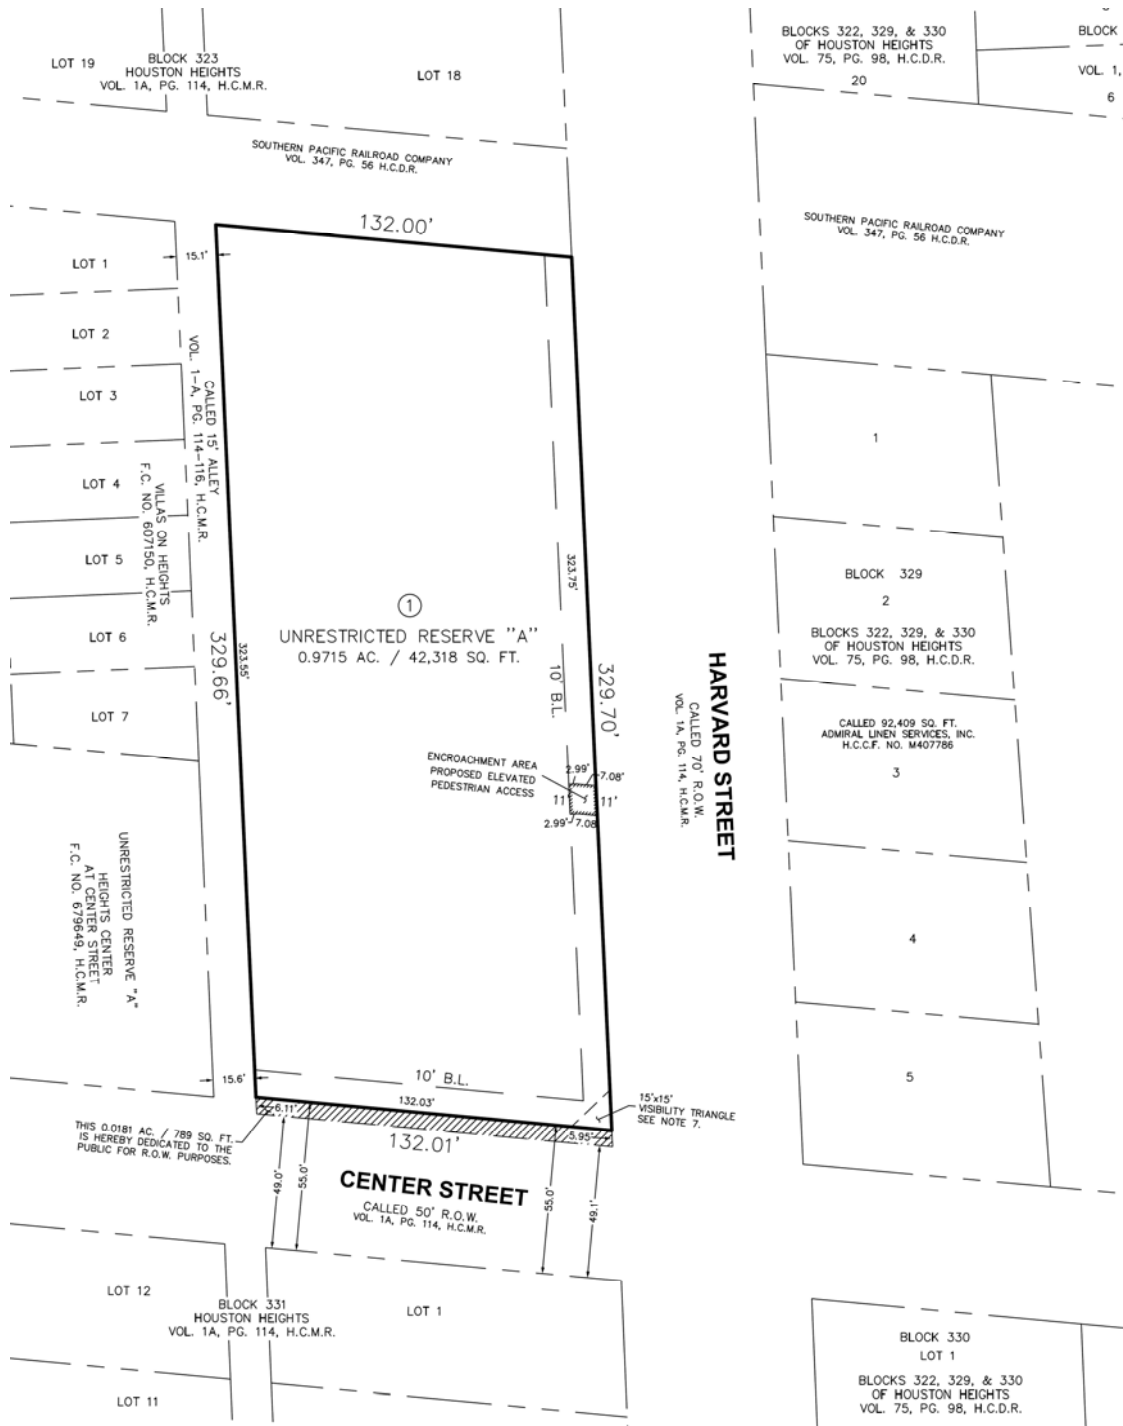 LOT 19
BLOCK 323
HOUSTON HEIGHTS
VOL. 1A, PG. 114, H.C.M.R.
LOT 18
BLOCKS 322, 329, & 330
OF HOUSTON HEIGHTS
VOL. 75, PG. 98, H.C.D.R.
20
BLOCK
VOL. 1,
6
SOUTHERN PACIFIC RAILROAD COMPANY
VOL. 347, PG. 56 H.C.D.R.
SOUTHERN PACIFIC RAILROAD COMPANY
VOL. 347, PG. 56 H.C.D.R.
132.00'
15.1'
LOT 1
LOT 2
LOT 3
LOT 4
LOT 5
LOT 6
LOT 7
CALLED 15' ALLEY
VOL. 1-A, PG. 114-116, H.C.M.R.
VILLAS ON HEIGHTS
F.C. NO. 607150, H.C.M.R.
329.66'
323.55'
1
UNRESTRICTED RESERVE "A"
0.9715 AC. / 42,318 SQ. FT.
323.75'
10' B.L.
329.70'
HARVARD STREET
CALLED 70' R.O.W.
VOL. 1A, PG. 114, H.C.M.R.
1
BLOCK 329
2
BLOCKS 322, 329, & 330
OF HOUSTON HEIGHTS
VOL. 75, PG. 98, H.C.D.R.
CALLED 92,409 SQ. FT.
ADMIRAL LINEN SERVICES, INC.
H.C.C.F. NO. M407786
3
4
5
ENCROACHMENT AREA
PROPOSED ELEVATED
PEDESTRIAN ACCESS
2.99'
7.08'
11'
11'
2.99'
7.08
UNRESTRICTED RESERVE "A"
HEIGHTS CENTER
AT CENTER STREET
F.C. NO. 679649, H.C.M.R.
15.6'
10' B.L.
132.03'
6.11'
5.95'
15'x15'
VISIBILITY TRIANGLE
SEE NOTE 7.
THIS 0.0181 AC. / 789 SQ. FT.
IS HEREBY DEDICATED TO THE
PUBLIC FOR R.O.W. PURPOSES.
132.01'
49.0'
55.0'
55.0'
49.1'
CENTER STREET
CALLED 50' R.O.W.
VOL. 1A, PG. 114, H.C.M.R.
LOT 12
BLOCK 331
HOUSTON HEIGHTS
VOL. 1A, PG. 114, H.C.M.R.
LOT 1
LOT 11
BLOCK 330
LOT 1
BLOCKS 322, 329, & 330
OF HOUSTON HEIGHTS
VOL. 75, PG. 98, H.C.D.R.